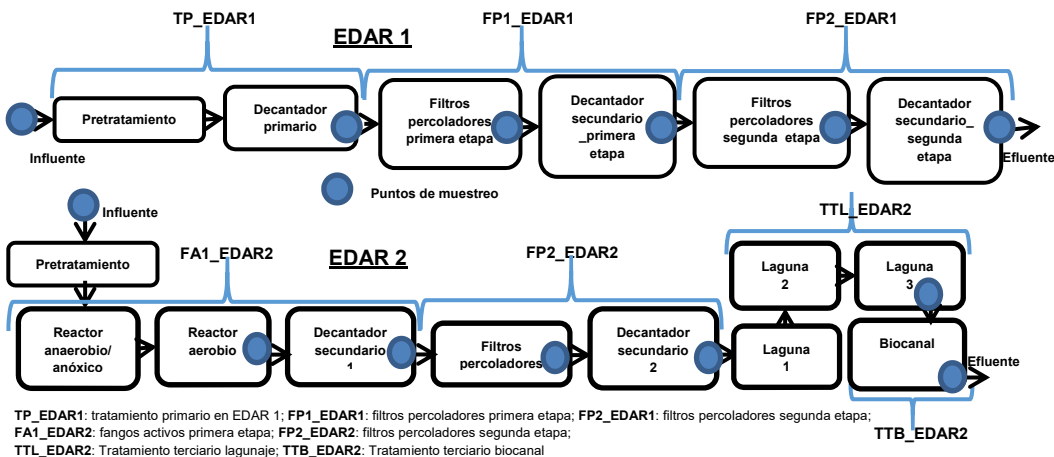 TP_EDAR1
FP1_EDAR1
FP2_EDAR1
EDAR 1
Pretratamiento
Decantador
primario
Filtros
percoladores
primera etapa
Decantador
secundario
_primera
etapa
Filtros
percoladores
segunda etapa
Decantador
secundario_
segunda
etapa
Influente
Efluente
Puntos de muestreo
Influente
TTL_EDAR2
Pretratamiento
FA1_EDAR2
EDAR 2
FP2_EDAR2
Laguna
2
Laguna
3
Reactor
anaerobio/
anóxico
Reactor
aerobio
Decantador
secundario
1
Filtros
percoladores
Decantador
secundario
2
Laguna
1
Biocanal
Efluente
TTB_EDAR2
TP_EDAR1: tratamiento primario en EDAR 1; FP1_EDAR1: filtros percoladores primera etapa; FP2_EDAR1: filtros percoladores segunda etapa;
FA1_EDAR2: fangos activos primera etapa; FP2_EDAR2: filtros percoladores segunda etapa;
TTL_EDAR2: Tratamiento terciario lagunaje; TTB_EDAR2: Tratamiento terciario biocanal